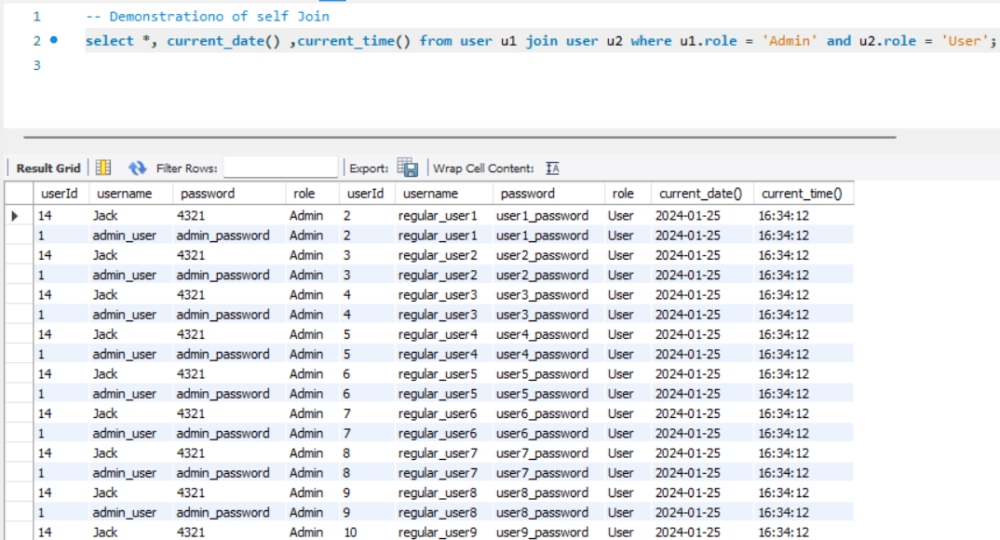 1 -- Demonstrationo of self Join
2 select *, current_date() ,current_time() from user u1 join user u2 where u1.role = 'Admin' and u2.role = 'User';
3
Result Grid Filter Rows: Export: Wrap Cell Content:
userId username password role userId username password role current_date() current_time()
14 Jack 4321 Admin 2 regular_user1 user1_password User 2024-01-25 16:34:12
1 admin_user admin_password Admin 2 regular_user1 user1_password User 2024-01-25 16:34:12
14 Jack 4321 Admin 3 regular_user2 user2_password User 2024-01-25 16:34:12
1 admin_user admin_password Admin 3 regular_user2 user2_password User 2024-01-25 16:34:12
14 Jack 4321 Admin 4 regular_user3 user3_password User 2024-01-25 16:34:12
1 admin_user admin_password Admin 4 regular_user3 user3_password User 2024-01-25 16:34:12
14 Jack 4321 Admin 5 regular_user4 user4_password User 2024-01-25 16:34:12
1 admin_user admin_password Admin 5 regular_user4 user4_password User 2024-01-25 16:34:12
14 Jack 4321 Admin 6 regular_user5 user5_password User 2024-01-25 16:34:12
1 admin_user admin_password Admin 6 regular_user5 user5_password User 2024-01-25 16:34:12
14 Jack 4321 Admin 7 regular_user6 user6_password User 2024-01-25 16:34:12
1 admin_user admin_password Admin 7 regular_user6 user6_password User 2024-01-25 16:34:12
14 Jack 4321 Admin 8 regular_user7 user7_password User 2024-01-25 16:34:12
1 admin_user admin_password Admin 8 regular_user7 user7_password User 2024-01-25 16:34:12
14 Jack 4321 Admin 9 regular_user8 user8_password User 2024-01-25 16:34:12
1 admin_user admin_password Admin 9 regular_user8 user8_password User 2024-01-25 16:34:12
14 Jack 4321 Admin 10 regular_user9 user9_password User 2024-01-25 16:34:12